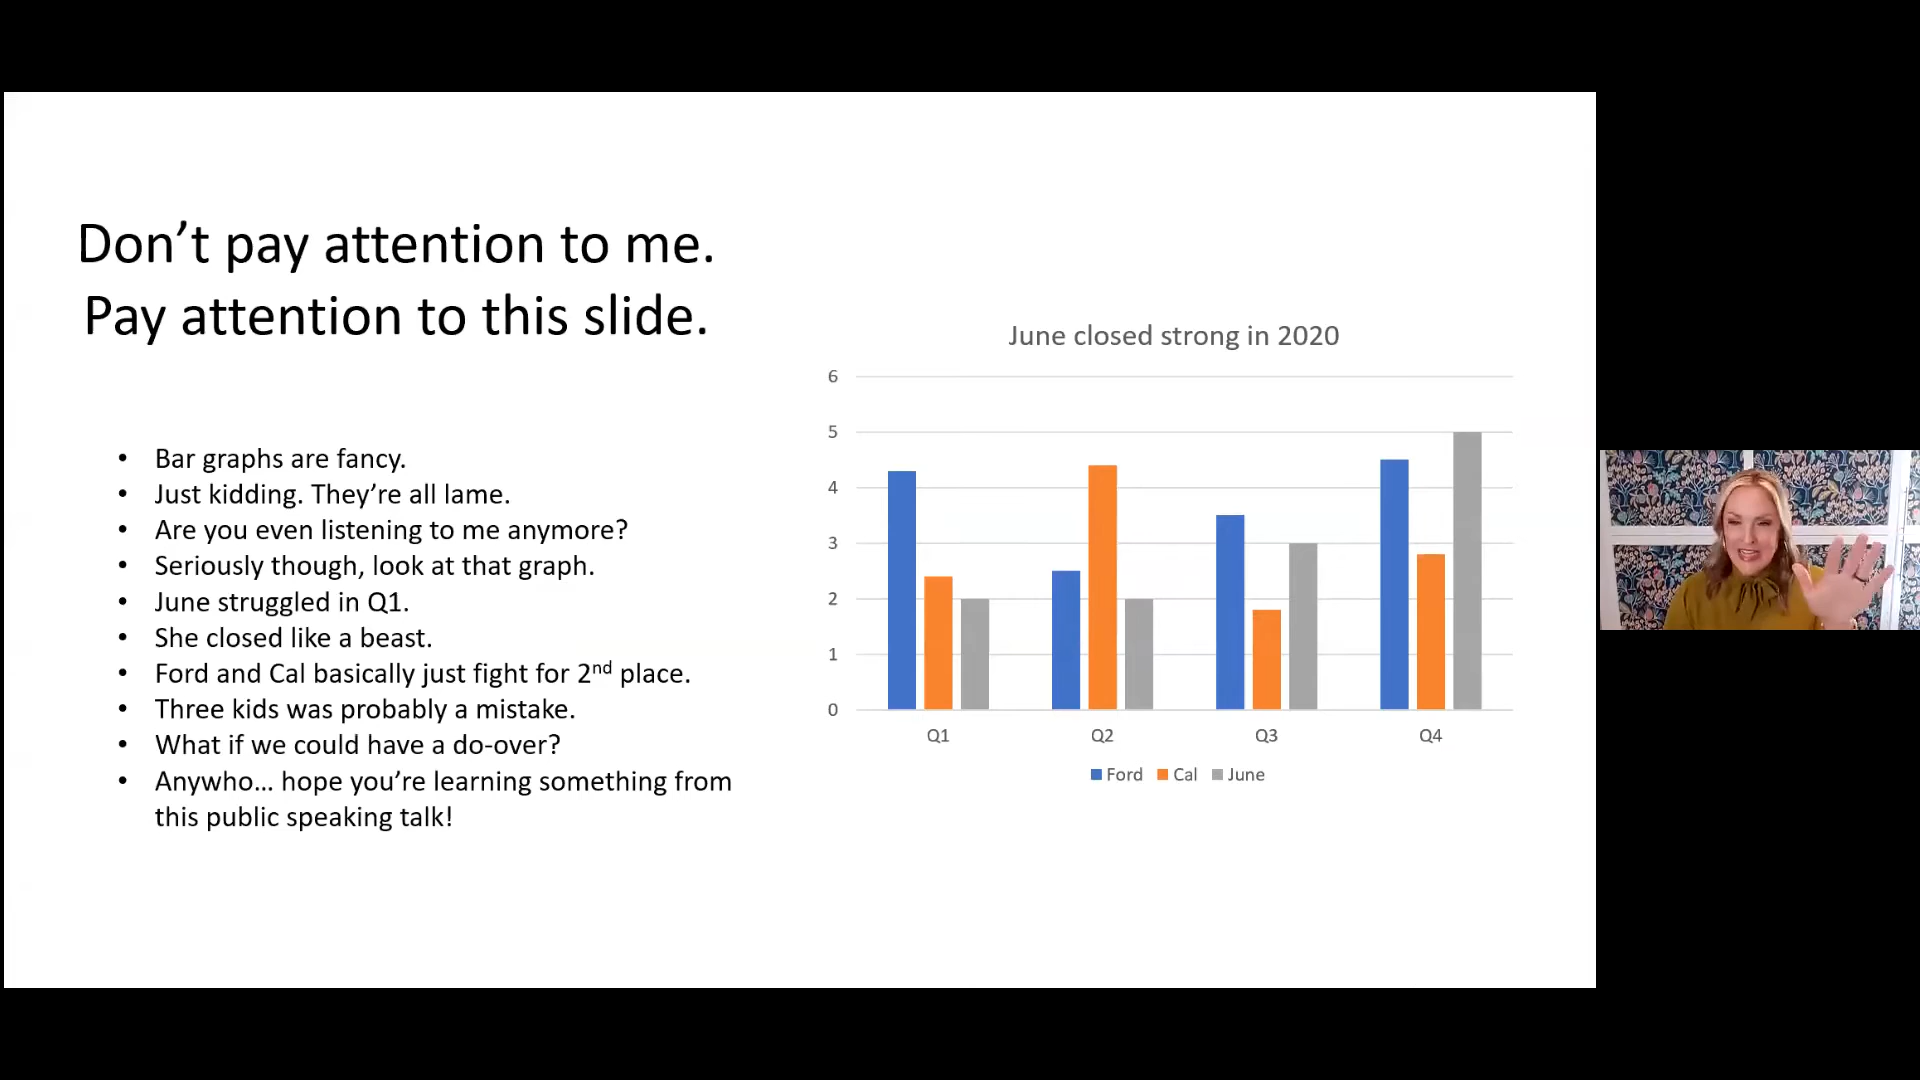 Don’t pay attention to me.
Pay attention to this slide.
• Bar graphs are fancy.
• Just kidding. They’re all lame.
• Are you even listening to me anymore?
• Seriously though, look at that graph.
• June struggled in Q1.
• She closed like a beast.
• Ford and Cal basically just fight for 2nd place.
• Three kids was probably a mistake.
• What if we could have a do-over?
• Anywho... hope you’re learning something from
this public speaking talk!
June closed strong in 2020
6
5
4
3
2
1
0
Q1 Q2 Q3 Q4
Ford Cal June